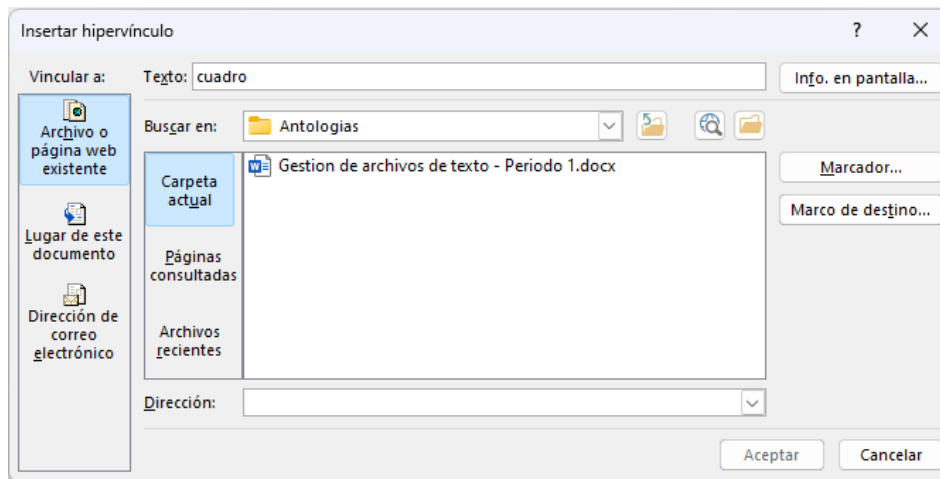 Insertar hipervínculo
?
Vincular a:
Texto: cuadro
Info. en pantalla...
Archivo o
página web
existente
Lugar de este
documento
Dirección de
correo
electrónico
Buscar en:
Antologias
Carpeta
actual
Páginas
consultadas
Archivos
recientes
Gestion de archivos de texto - Periodo 1.docx
Marcador...
Marco de destino...
Dirección:
Aceptar
Cancelar